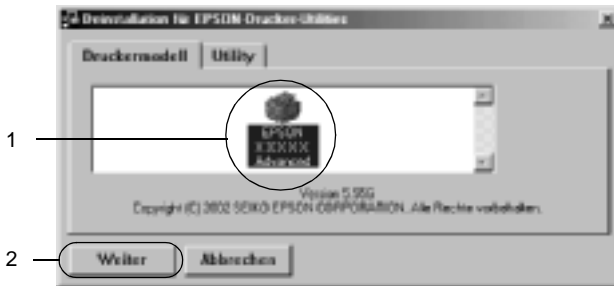 Deinstallation für EPSON-Drucker-Utilities
Druckermodell Utility
1
EPSON
XXXXX
Advanced
Version 5.95G
Copyright (C) 2002 SEIKO EPSON CORPORATION. Alle Rechte vorbehalten.
2
Weiter Abbrechen